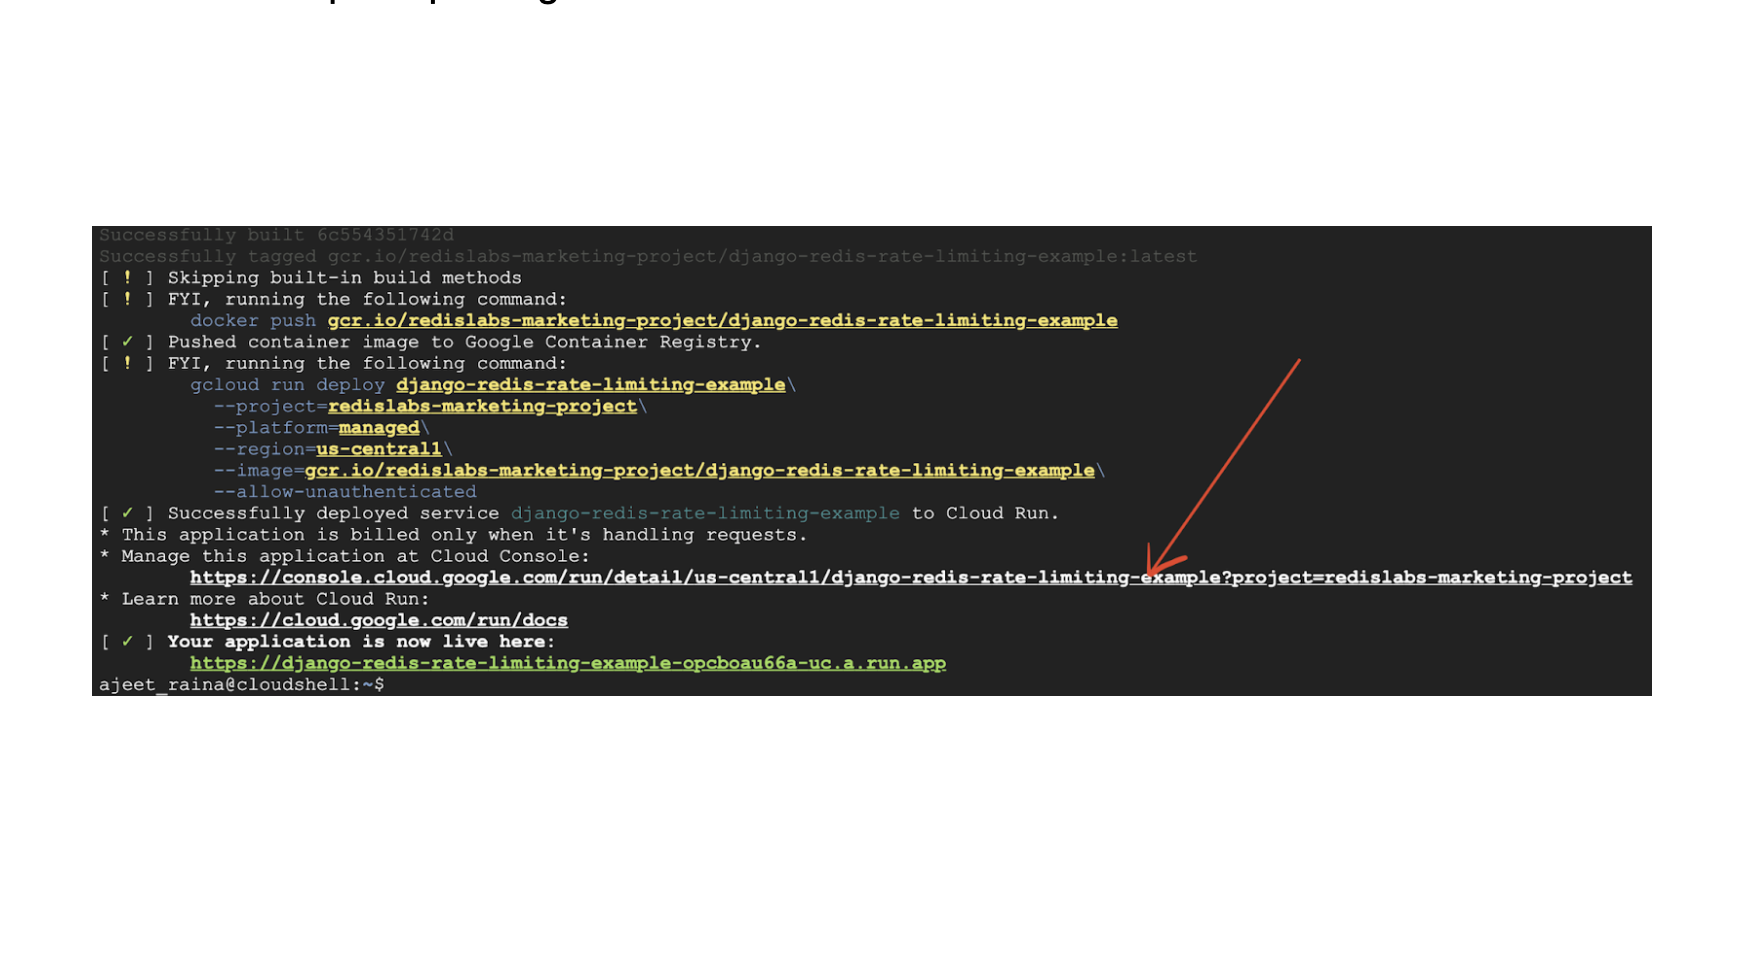 Successfully built 6c554351742d
Successfully tagged gcr.io/redislabs-marketing-project/django-redis-rate-limiting-example:latest
[ ! ] Skipping built-in build methods
[ ! ] FYI, running the following command:
docker push gcr.io/redislabs-marketing-project/django-redis-rate-limiting-example
[ ✓ ] Pushed container image to Google Container Registry.
[ ! ] FYI, running the following command:
gcloud run deploy django-redis-rate-limiting-example\
--project=redislabs-marketing-project\
--platform=managed\
--region=us-central1\
--image=gcr.io/redislabs-marketing-project/django-redis-rate-limiting-example\
--allow-unauthenticated
[ ✓ ] Successfully deployed service django-redis-rate-limiting-example to Cloud Run.
* This application is billed only when it's handling requests.
* Manage this application at Cloud Console:
https://console.cloud.google.com/run/detail/us-central1/django-redis-rate-limiting-example?project=redislabs-marketing-project
* Learn more about Cloud Run:
https://cloud.google.com/run/docs
[ ✓ ] Your application is now live here:
https://django-redis-rate-limiting-example-opcboau66a-uc.a.run.app
ajeet_raina@cloudshell:~$